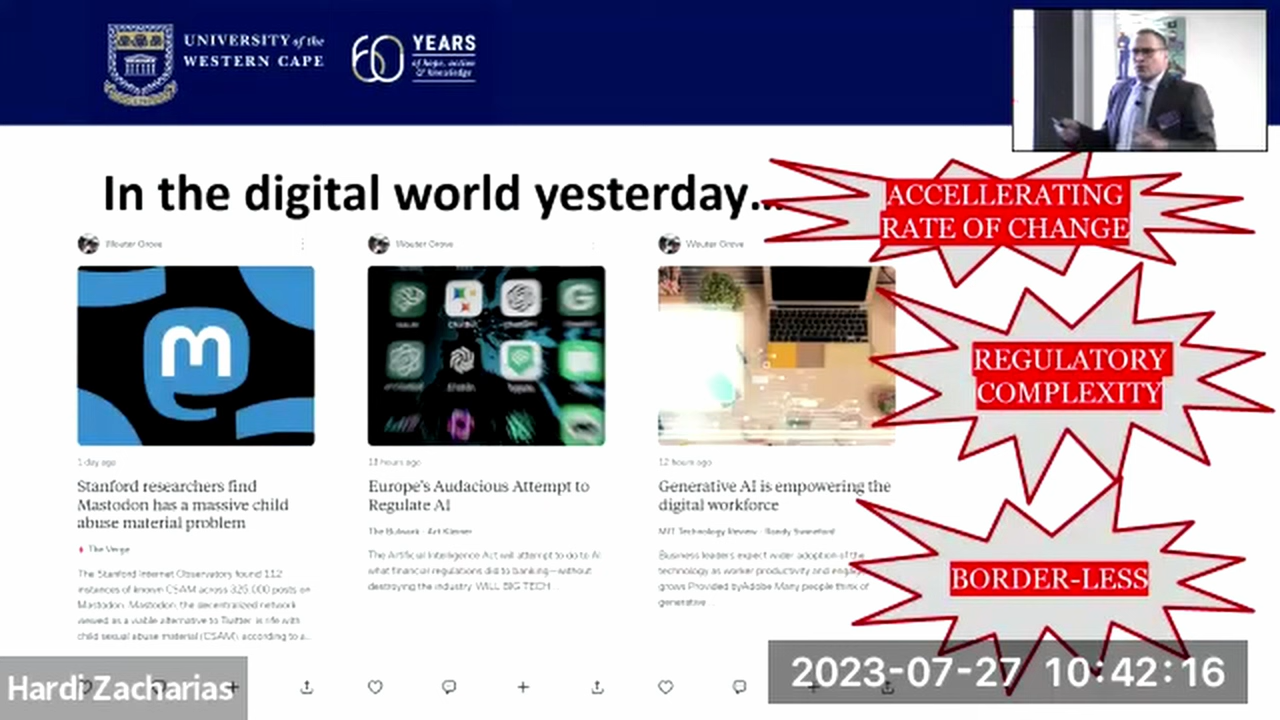 UNIVERSITY of the
WESTERN CAPE
60 YEARS
of hope, action
& knowledge
In the digital world yesterday...
ACCELLERATING
RATE OF CHANGE
REGULATORY
COMPLEXITY
BORDER-LESS
Wouter Grove
m
1 day ago
Stanford researchers find
Mastodon has a massive child
abuse material problem
The Verge
The Stanford Internet Observatory found 112
instances of known CSAM across 325,000 posts on
Mastodon. Mastodon, the decentralized network
viewed as a viable alternative to Twitter, is rife with
child sexual abuse material (CSAM), according to a...
Wouter Grove
hours ago
Europe's Audacious Attempt to
Regulate AI
The Bulwark · Art Kleiner
The Artificial Intelligence Act will attempt to do to AI
what financial regulations did to banking—without
destroying the industry. WILL BIG TECH ...
Wouter Grove
12 hours ago
Generative AI is empowering the
digital workforce
MIT Technology Review · Randy
Business leaders expect wider adoption of the
technology as worker productivity and
grows Provided byAdobe Many people think of
generative...
Hardi Zacharias
2023-07-27 10:42:16